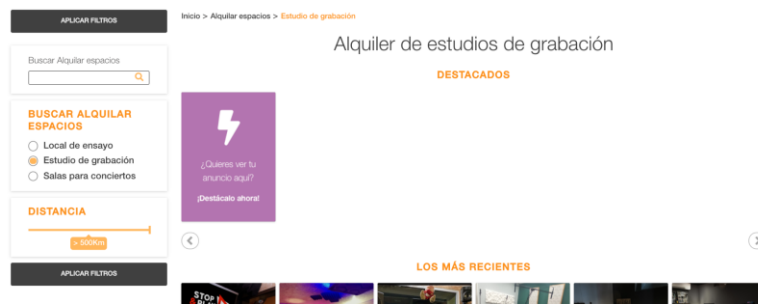 APLICAR FILTROS
Buscar Alquilar espacios
BUSCAR ALQUILAR
ESPACIOS
Local de ensayo
Estudio de grabación
Salas para conciertos
DISTANCIA
> 500Km
APLICAR FILTROS
Inicio > Alquilar espacios > Estudio de grabación
Alquiler de estudios de grabación
DESTACADOS
¿Quieres ver tu
anuncio aquí?
¡Destácalo ahora!
LOS MÁS RECIENTES
STOP